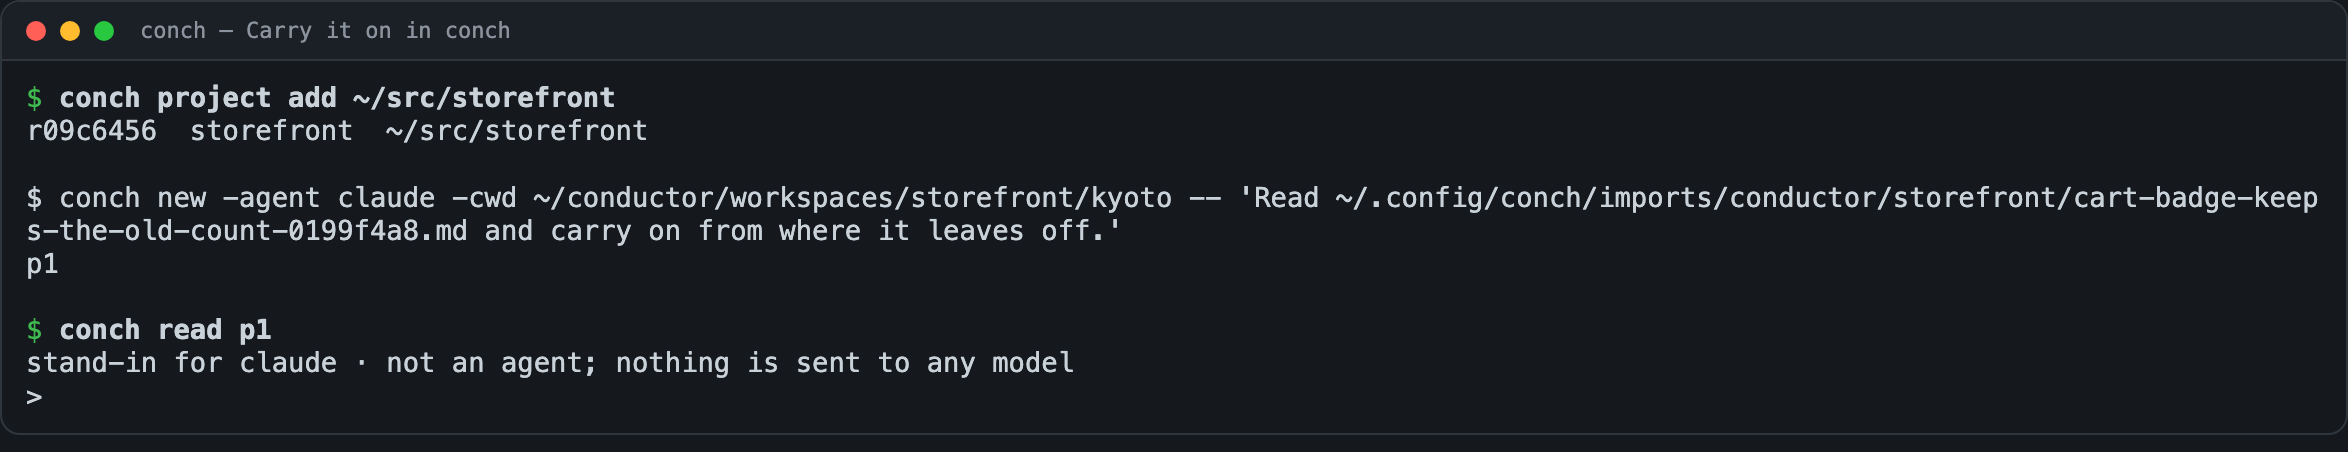 conch — Carry it on in conch
$ conch project add ~/src/storefront
r09c6456  storefront  ~/src/storefront
$ conch new -agent claude -cwd ~/conductor/workspaces/storefront/kyoto -- 'Read ~/.config/conch/imports/conductor/storefront/cart-badge-keep
s-the-old-count-0199f4a8.md and carry on from where it leaves off.'
p1
$ conch read p1
stand-in for claude · not an agent; nothing is sent to any model
>